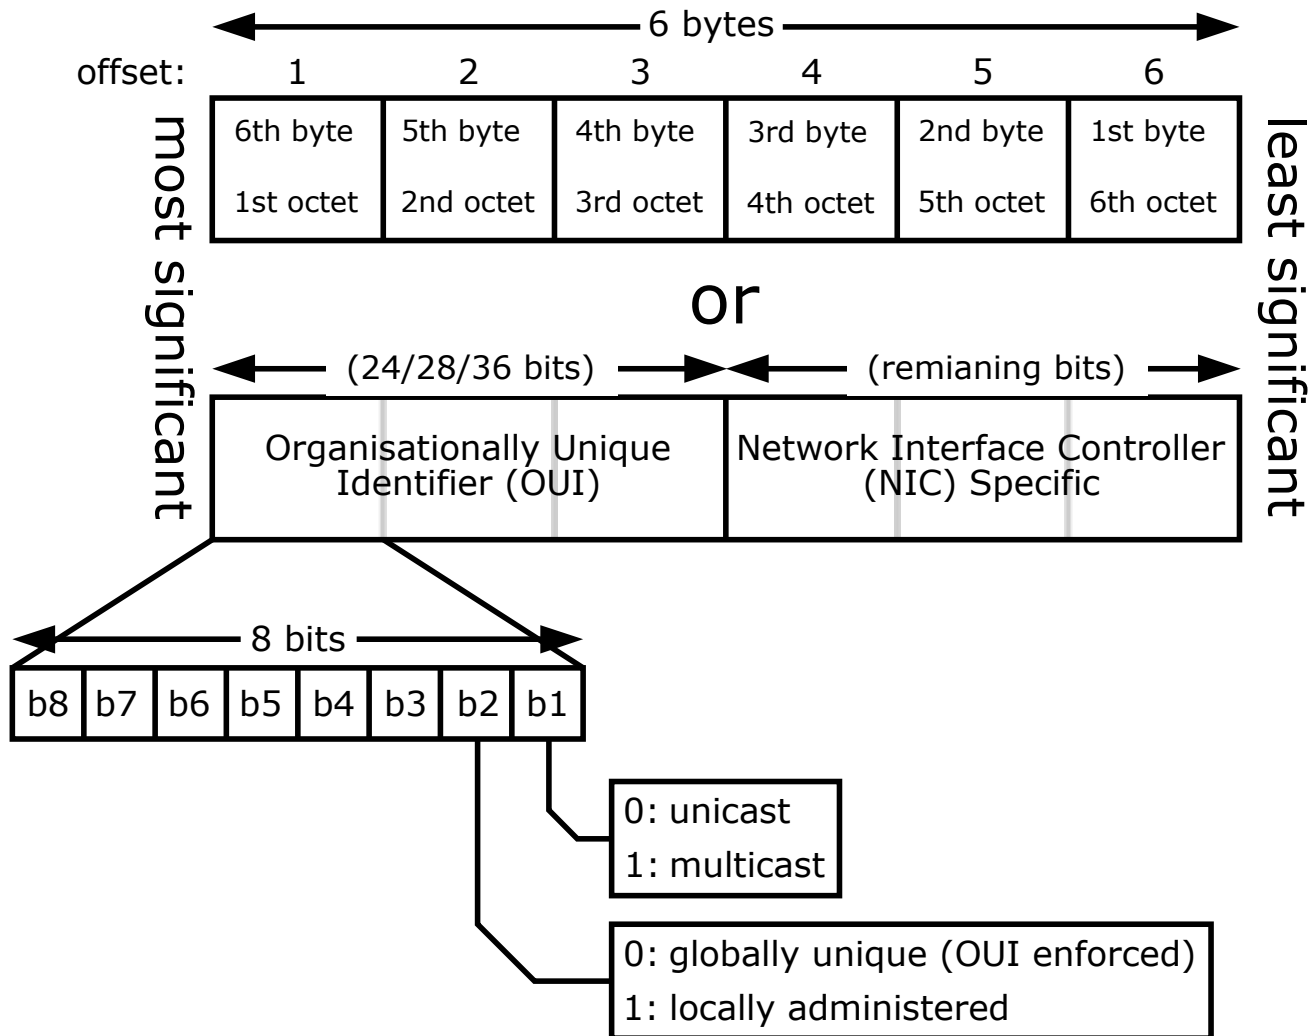 6 bytes
offset: 1 2 3 4 5 6
most significant
6th byte 5th byte 4th byte 3rd byte 2nd byte 1st byte
1st octet 2nd octet 3rd octet 4th octet 5th octet 6th octet
least significant
or
(24/28/36 bits) (remianing bits)
Organisationally Unique
Identifier (OUI)
Network Interface Controller
(NIC) Specific
8 bits
b8 b7 b6 b5 b4 b3 b2 b1
0: unicast
1: multicast
0: globally unique (OUI enforced)
1: locally administered